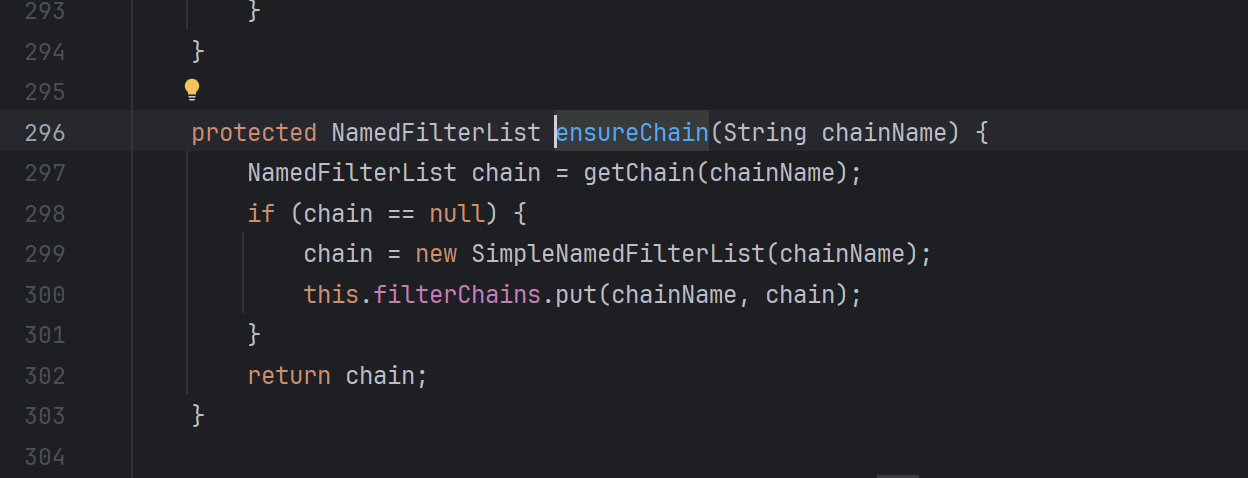 293 }
294 }
295
296 protected NamedFilterList ensureChain(String chainName) {
297 NamedFilterList chain = getChain(chainName);
298 if (chain == null) {
299 chain = new SimpleNamedFilterList(chainName);
300 this.filterChains.put(chainName, chain);
301 }
302 return chain;
303 }
304